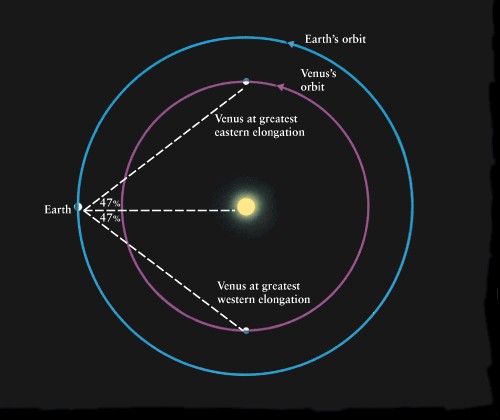 Earth's orbit
Venus's
orbit
Venus at greatest
eastern elongation
Earth
47%
47%
Venus at greatest
western elongation